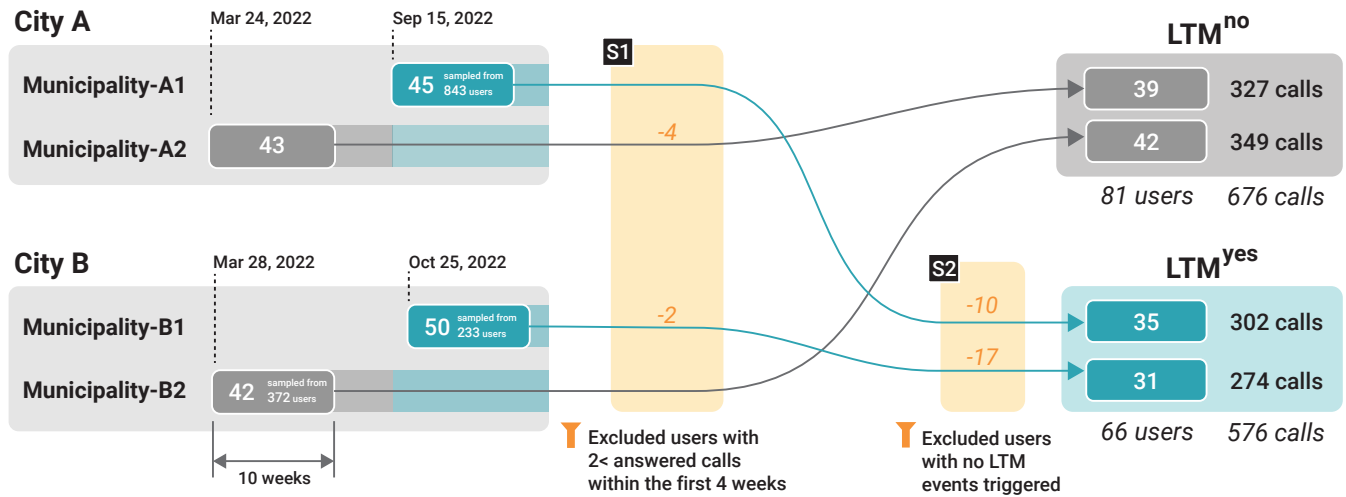 City A
Mar 24, 2022
Sep 15, 2022
S1
LTM^no
Municipality-A1
45 sampled from
843 users
39 327 calls
Municipality-A2
43
-4
42 349 calls
81 users 676 calls
City B
Mar 28, 2022
Oct 25, 2022
S2
LTM^yes
Municipality-B1
50 sampled from
233 users
-2
-10
35 302 calls
Municipality-B2
42 sampled from
372 users
-17
31 274 calls
66 users 576 calls
10 weeks
Excluded users with
2< answered calls
within the first 4 weeks
Excluded users
with no LTM
events triggered